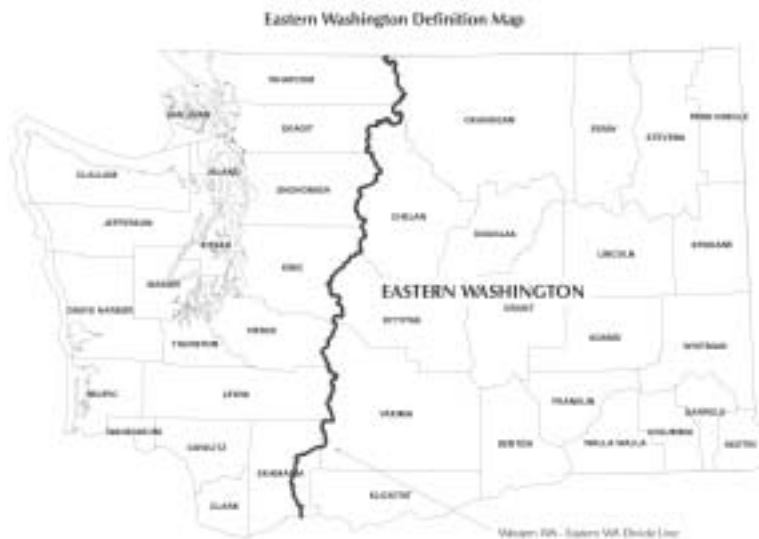 Eastern Washington Definition Map
WHATCOM
SAN JUAN
SKAGIT
OKANOGAN
FERRY
STEVENS
PEND OREILLE
CLALLAM
ISLAND
SNOHOMISH
CHELAN
JEFFERSON
DOUGLAS
KITSAP
LINCOLN
SPOKANE
KING
MASON
EASTERN WASHINGTON
GRAYS HARBOR
KITTITAS
GRANT
PIERCE
THURSTON
ADAMS
WHITMAN
PACIFIC
LEWIS
YAKIMA
FRANKLIN
GARFIELD
WAHKIAKUM
COWLITZ
BENTON
WALLA WALLA
COLUMBIA
ASOTIN
SKAMANIA
KLICKITAT
CLARK
Western WA - Eastern WA Divide Line